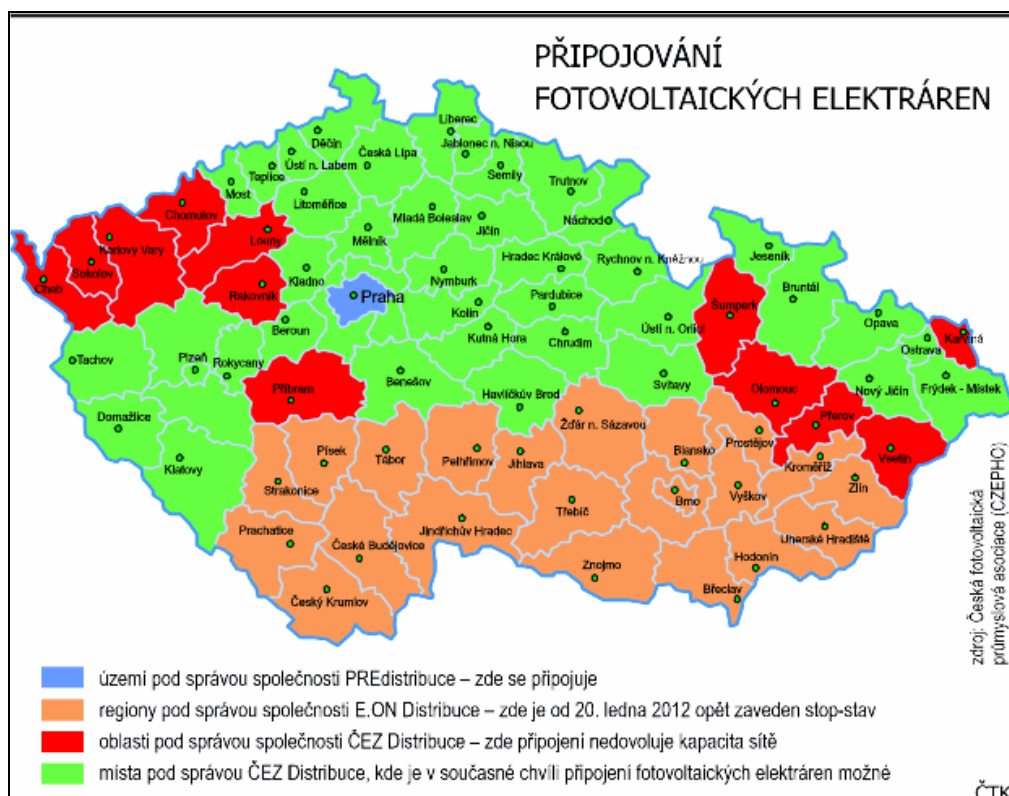 PŘIPOJOVÁNÍ
FOTOVOLTAICKÝCH ELEKTRÁREN
Liberec
Děčín
Jablonec n. Nisou
Ústí n. Labem
Česká Lípa
Teplice
Semily
Most
Trutnov
Litoměřice
Chomutov
Mladá Boleslav
Jičín
Náchod
Louny
Mělník
Karlovy Vary
Hradec Králové
Rychnov n. Kněžnou
Jeseník
Sokolov
Kladno
Nymburk
Cheb
Rakovník
Praha
Pardubice
Bruntál
Kolín
Šumpark
Opava
Beroun
Kutná Hora
Chrudim
Ústí n. Orlicí
Ostrava
Karviná
Tachov
Plzeň
Rokycany
Benešov
Svitavy
Nový Jičín
Frýdek - Místek
Příbram
Havlíčkův Brod
Olomouc
Domažlice
Žďár n. Sázavou
Přerov
Prostějov
Klatovy
Písek
Tábor
Pelhřimov
Jihlava
Blansko
Vsetín
Kroměříž
Strakonice
Brno
Vyškov
Zlín
Třebíč
Prachatice
Jindřichův Hradec
Uherské Hradiště
České Budějovice
Znojmo
Hodonín
Český Krumlov
Břeclav
zdroj: Česká fotovoltaická
průmyslová asociace (CZEPHO)
území pod správou společnosti PREdistribuce – zde se připojuje
regiony pod správou společnosti E.ON Distribuce – zde je od 20. ledna 2012 opět zaveden stop-stav
oblasti pod správou společnosti ČEZ Distribuce – zde připojení nedovoluje kapacita sítě
místa pod správou ČEZ Distribuce, kde je v současné chvíli připojení fotovoltaických elektráren možné
ČTK